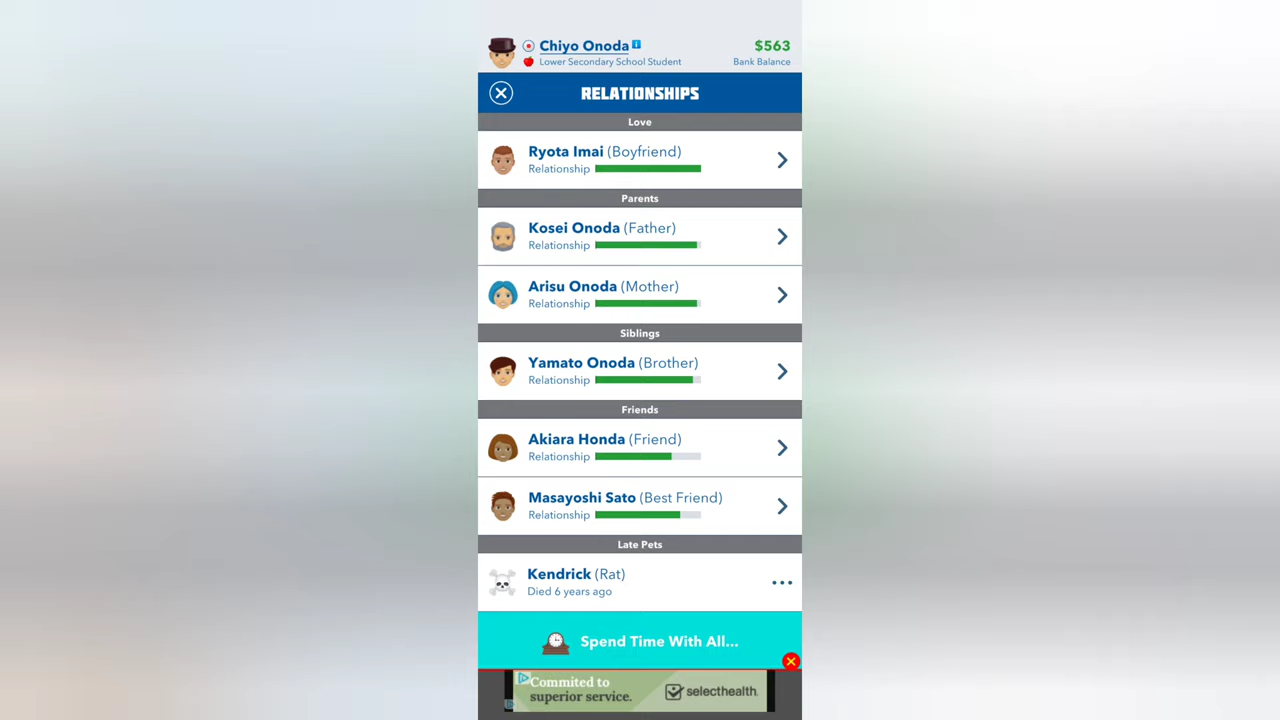 Chiyo Onoda
$563
Lower Secondary School Student
Bank Balance
RELATIONSHIPS
Love
Ryota Imai (Boyfriend)
Relationship
Parents
Kosei Onoda (Father)
Relationship
Arisu Onoda (Mother)
Relationship
Siblings
Yamato Onoda (Brother)
Relationship
Friends
Akiara Honda (Friend)
Relationship
Masayoshi Sato (Best Friend)
Relationship
Late Pets
Kendrick (Rat)
Died 6 years ago
Spend Time With All...
Commited to
superior service.
selecthealth.